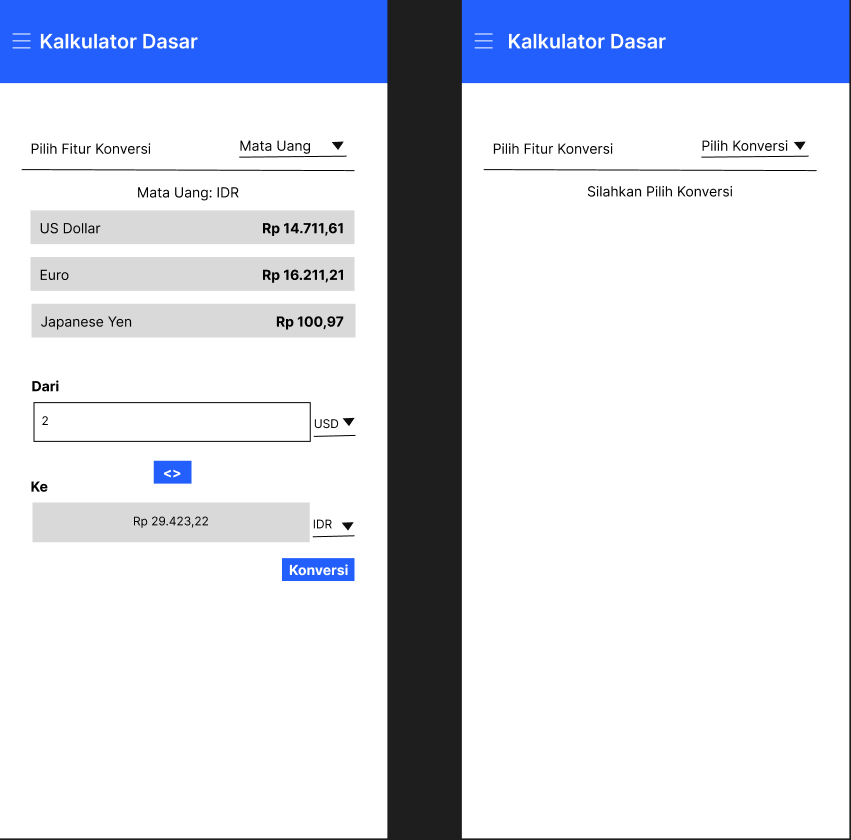 Kalkulator Dasar
Pilih Fitur Konversi
Mata Uang
Mata Uang: IDR
US Dollar Rp 14.711,61
Euro Rp 16.211,21
Japanese Yen Rp 100,97
Dari
2 USD
<>
Ke
Rp 29.423,22 IDR
Konversi
Kalkulator Dasar
Pilih Fitur Konversi
Pilih Konversi
Silahkan Pilih Konversi